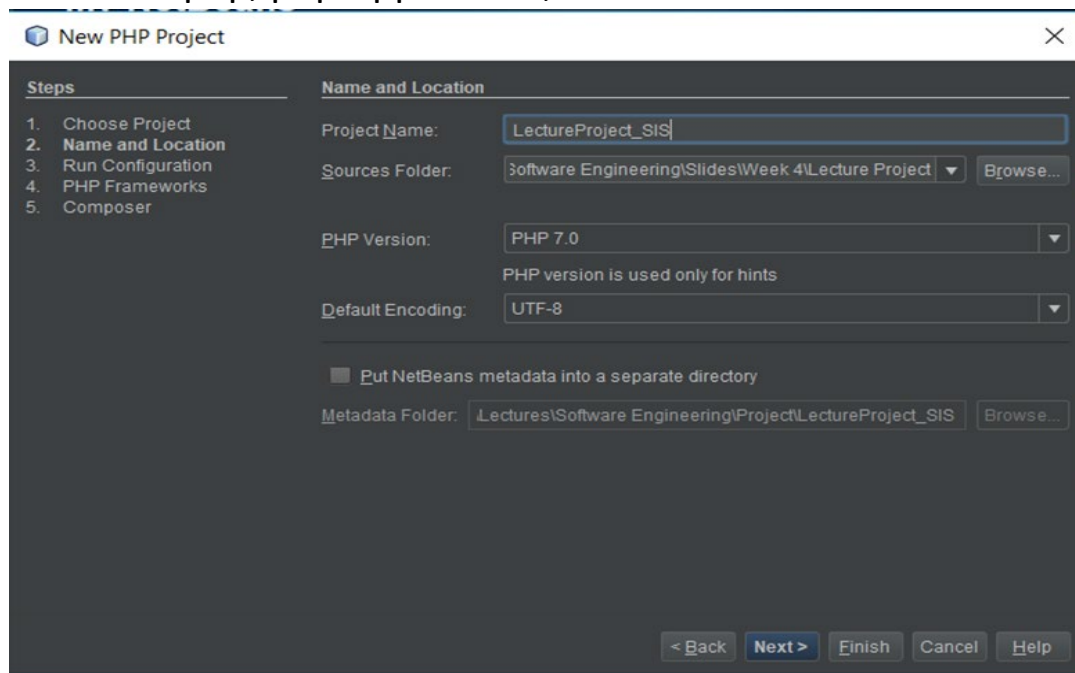 New PHP Project
Steps
1. Choose Project
2. Name and Location
3. Run Configuration
4. PHP Frameworks
5. Composer
Name and Location
Project Name: LectureProject_SIS
Sources Folder: Software Engineering\Slides\Week 4\Lecture Project Browse...
PHP Version: PHP 7.0
PHP version is used only for hints
Default Encoding: UTF-8
Put NetBeans metadata into a separate directory
Metadata Folder: .Lectures\Software Engineering\Project\LectureProject_SIS Browse...
< Back Next > Finish Cancel Help